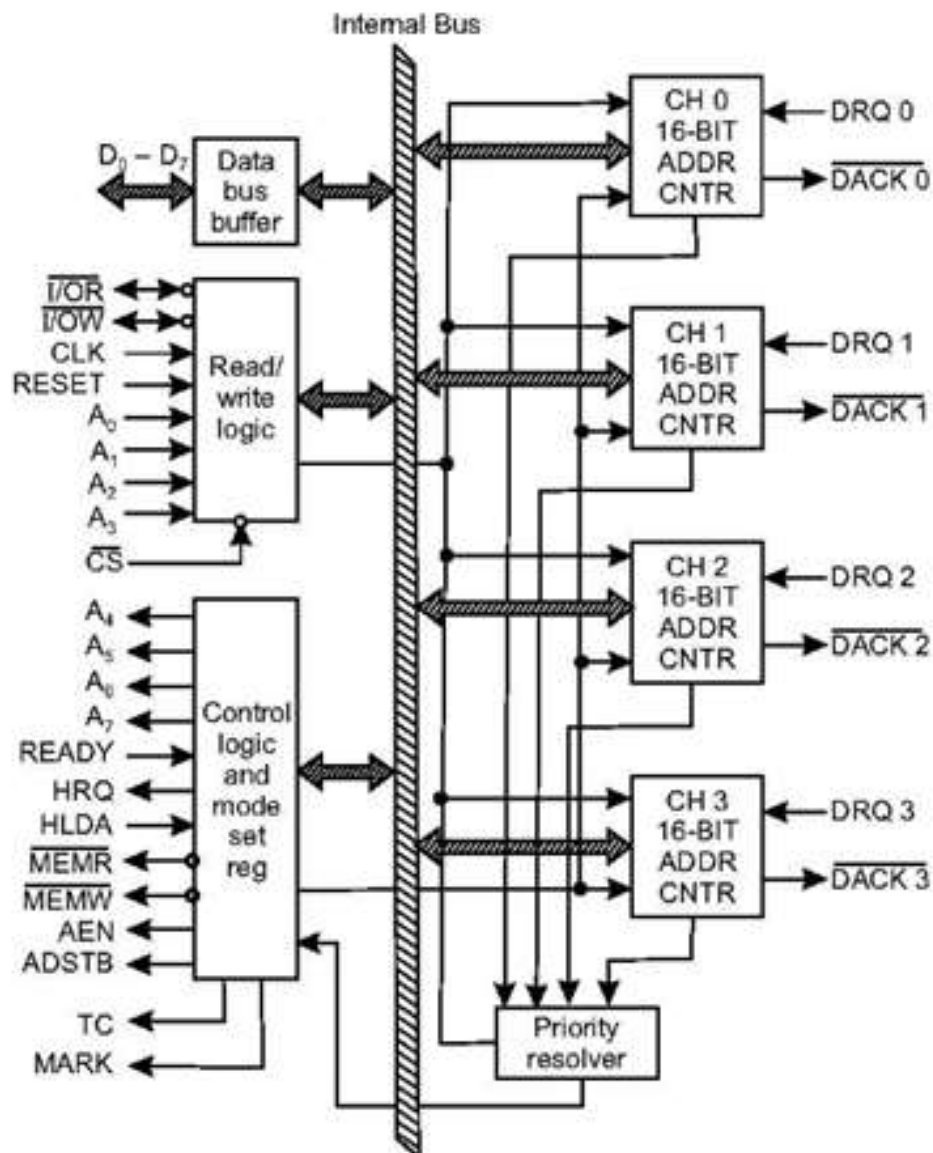 Internal Bus
D₀ – D₇
Data
bus
buffer
I/OR
I/OW
CLK
RESET
A₀
A₁
A₂
A₃
CS
Read/
write
logic
A₄
A₅
A₆
A₇
READY
HRQ
HLDA
MEMR
MEMW
AEN
ADSTB
TC
MARK
Control
logic
and
mode
set
reg
CH 0
16-BIT
ADDR
CNTR
DRQ 0
DACK 0
CH 1
16-BIT
ADDR
CNTR
DRQ 1
DACK 1
CH 2
16-BIT
ADDR
CNTR
DRQ 2
DACK 2
CH 3
16-BIT
ADDR
CNTR
DRQ 3
DACK 3
Priority
resolver